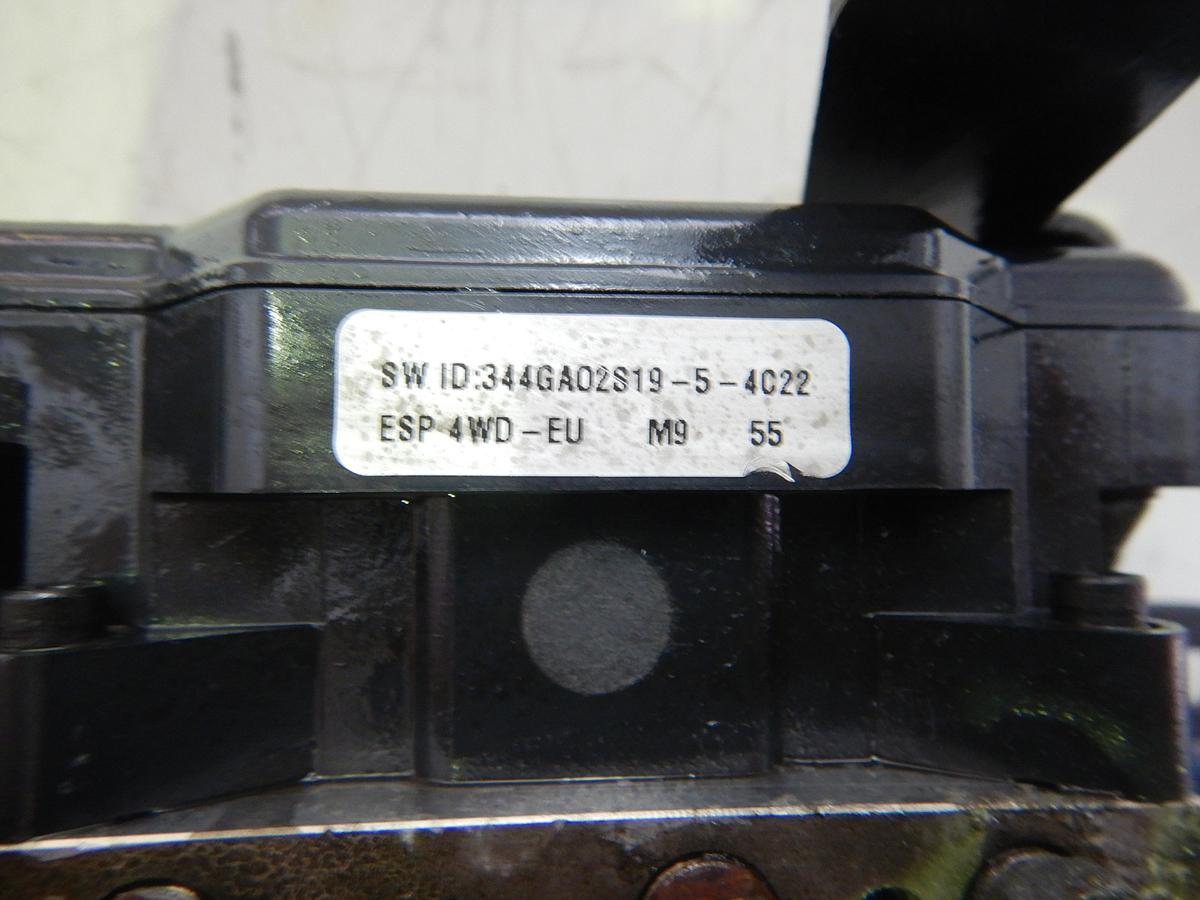 SW. ID:344GA02S19-5-4C22
ESP 4WD-EU M9 55